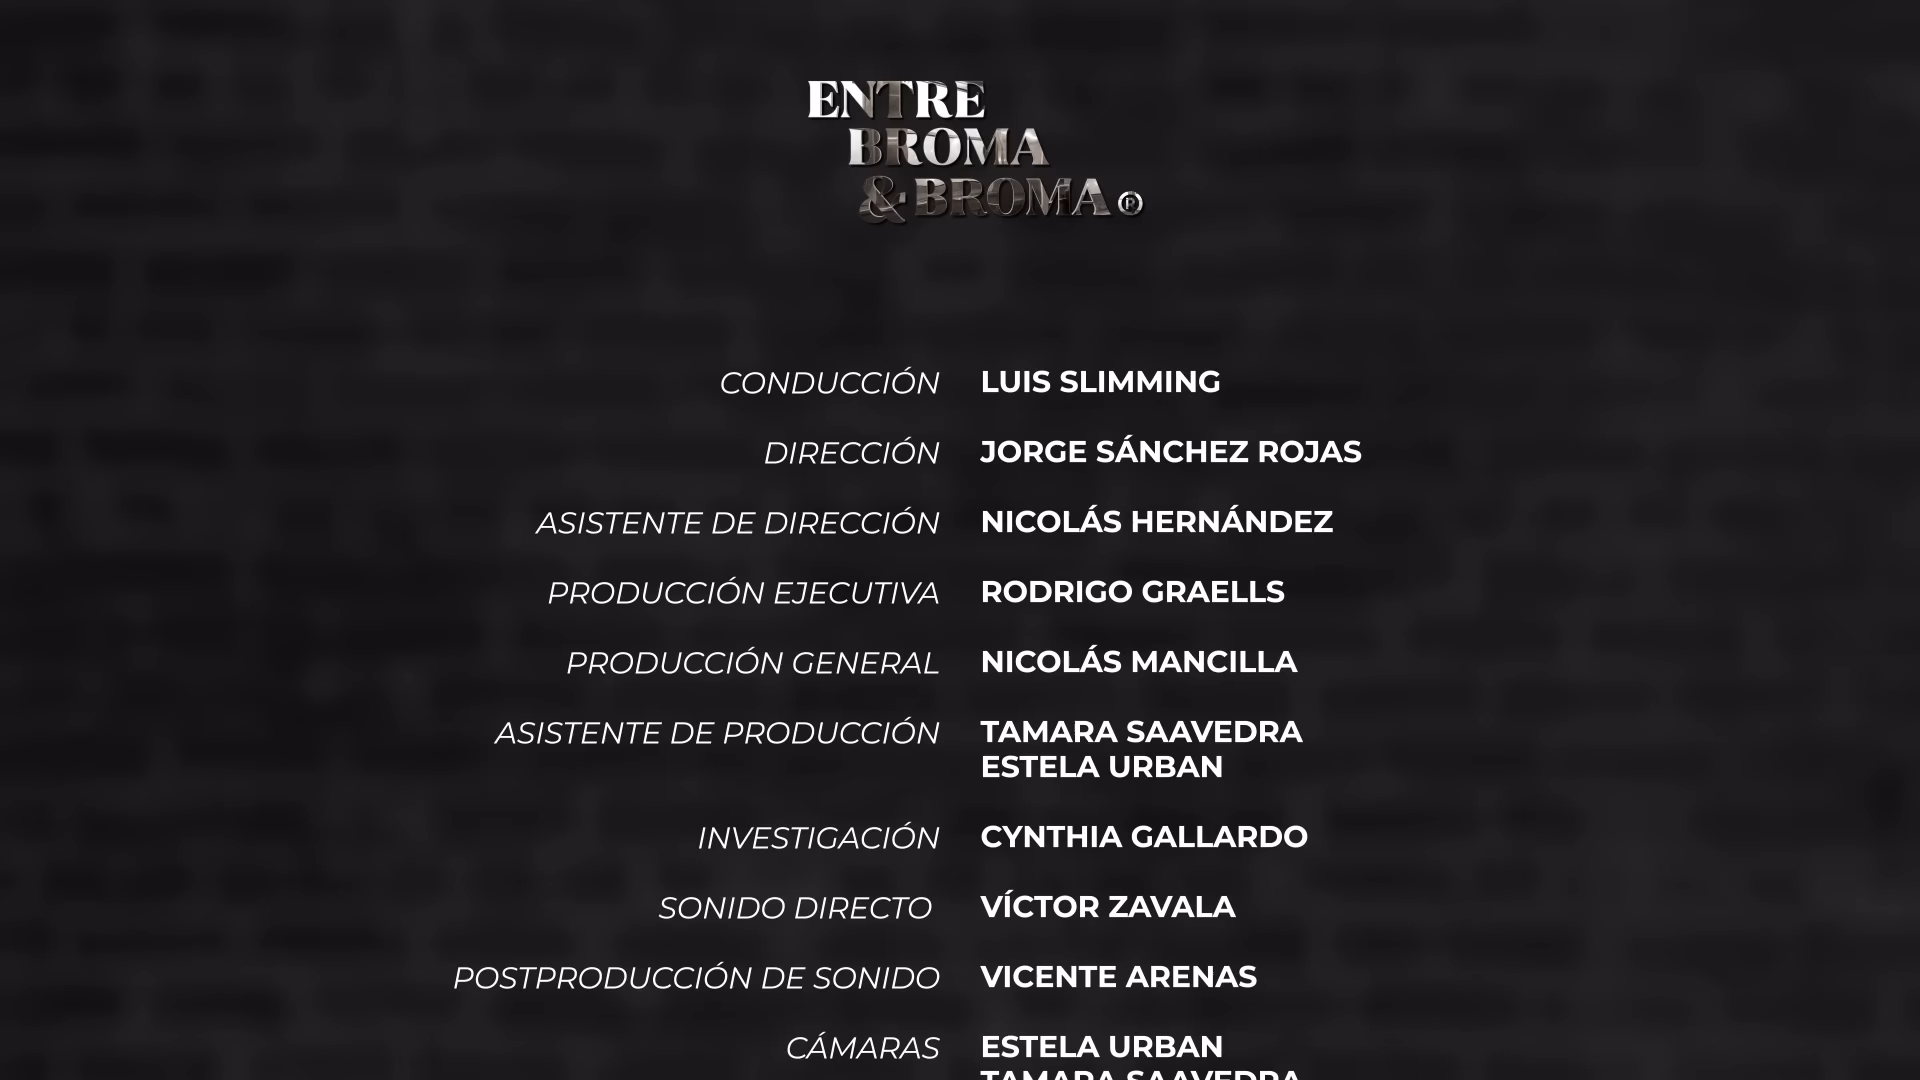 ENTRE
BROMA
& BROMA ®
CONDUCCIÓN LUIS SLIMMING
DIRECCIÓN JORGE SÁNCHEZ ROJAS
ASISTENTE DE DIRECCIÓN NICOLÁS HERNÁNDEZ
PRODUCCIÓN EJECUTIVA RODRIGO GRAELLS
PRODUCCIÓN GENERAL NICOLÁS MANCILLA
ASISTENTE DE PRODUCCIÓN TAMARA SAAVEDRA
ESTELA URBAN
INVESTIGACIÓN CYNTHIA GALLARDO
SONIDO DIRECTO VÍCTOR ZAVALA
POSTPRODUCCIÓN DE SONIDO VICENTE ARENAS
CÁMARAS ESTELA URBAN
TAMARA SAAVEDRA